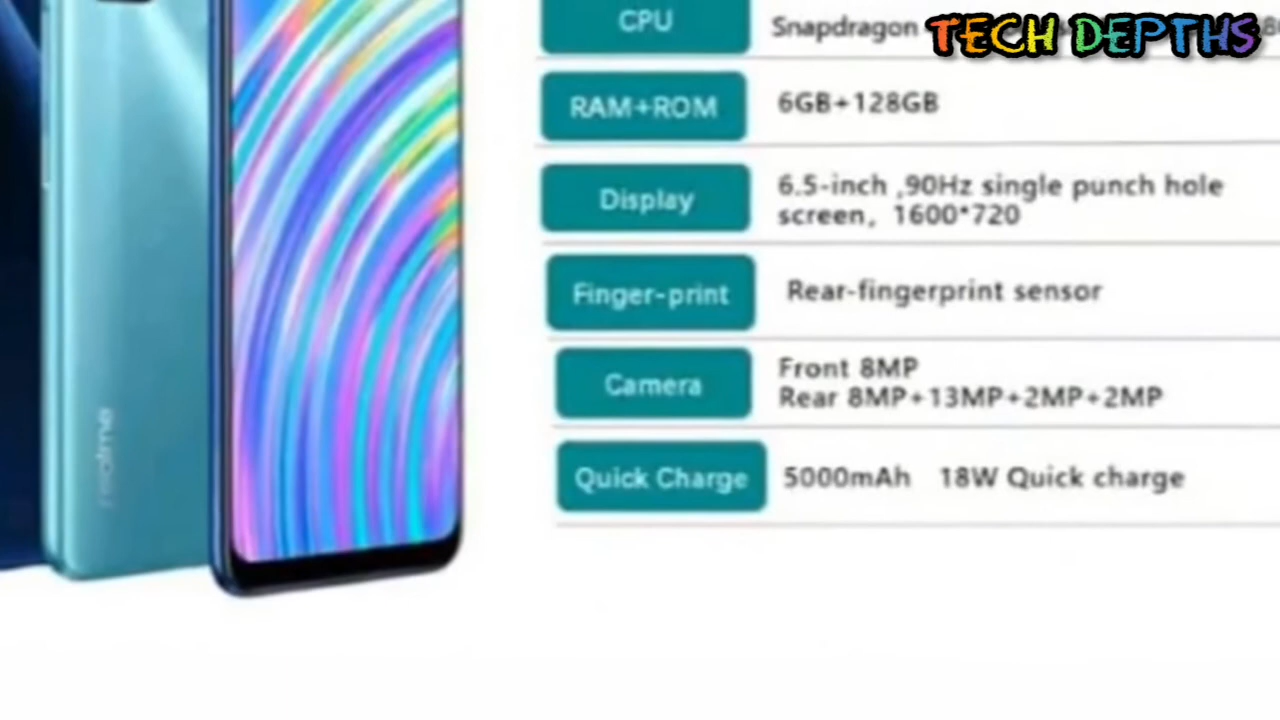 TECH DEPTHS
CPU
Snapdragon
RAM+ROM
6GB+128GB
Display
6.5-inch ,90Hz single punch hole
screen, 1600*720
Finger-print
Rear-fingerprint sensor
Camera
Front 8MP
Rear 8MP+13MP+2MP+2MP
Quick Charge
5000mAh 18W Quick charge
realme